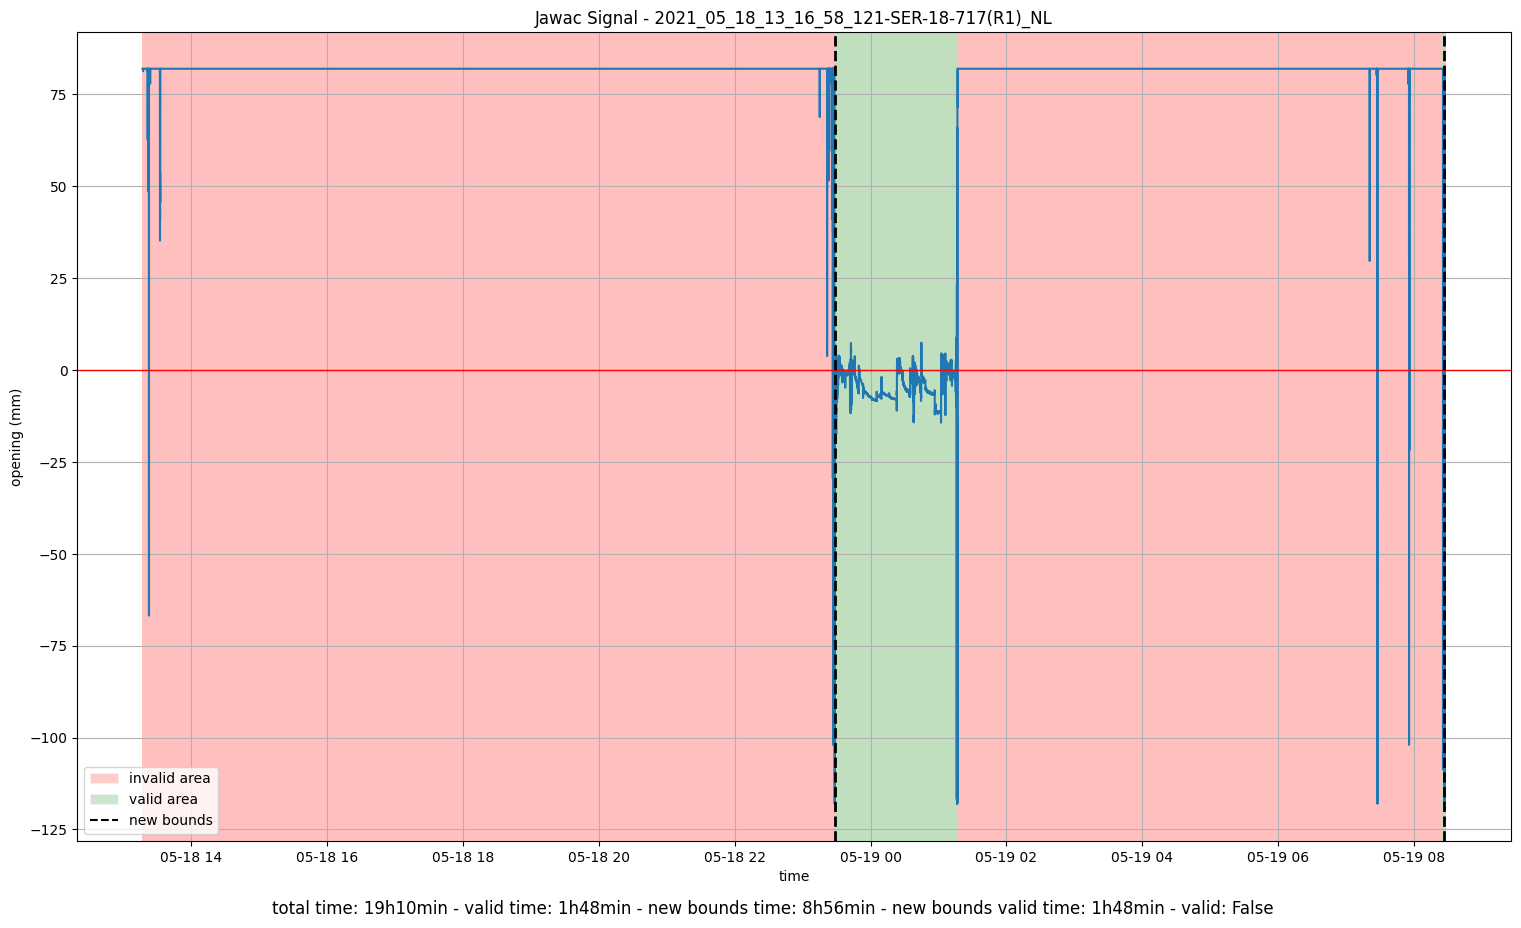 Jawac Signal - 2021_05_18_13_16_58_121-SER-18-717(R1)_NL
opening (mm)
75
50
25
0
−25
−50
−75
−100
−125
invalid area
valid area
new bounds
05-18 14 05-18 16 05-18 18 05-18 20 05-18 22 05-19 00 05-19 02 05-19 04 05-19 06 05-19 08
time
total time: 19h10min - valid time: 1h48min - new bounds time: 8h56min - new bounds valid time: 1h48min - valid: False